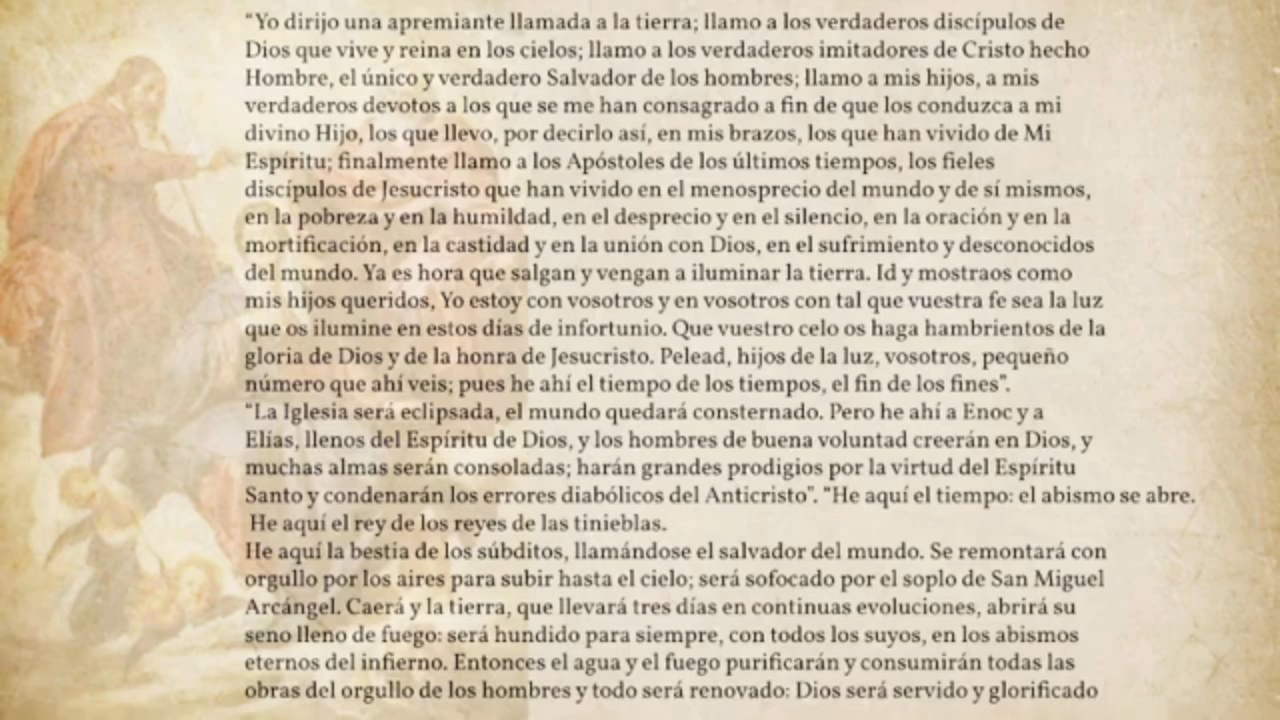 “Yo dirijo una apremiante llamada a la tierra; llamo a los verdaderos discípulos de
Dios que vive y reina en los cielos; llamo a los verdaderos imitadores de Cristo hecho
Hombre, el único y verdadero Salvador de los hombres; llamo a mis hijos, a mis
verdaderos devotos a los que se me han consagrado a fin de que los conduzca a mi
divino Hijo, los que llevo, por decirlo así, en mis brazos, los que han vivido de Mi
Espíritu; finalmente llamo a los Apóstoles de los últimos tiempos, los fieles
discípulos de Jesucristo que han vivido en el menosprecio del mundo y de sí mismos,
en la pobreza y en la humildad, en el desprecio y en el silencio, en la oración y en la
mortificación, en la castidad y en la unión con Dios, en el sufrimiento y desconocidos
del mundo. Ya es hora que salgan y vengan a iluminar la tierra. Id y mostraos como
mis hijos queridos, Yo estoy con vosotros y en vosotros con tal que vuestra fe sea la luz
que os ilumine en estos días de infortunio. Que vuestro celo os haga hambrientos de la
gloria de Dios y de la honra de Jesucristo. Pelead, hijos de la luz, vosotros, pequeño
número que ahí veis; pues he ahí el tiempo de los tiempos, el fin de los fines”.
“La Iglesia será eclipsada, el mundo quedará consternado. Pero he ahí a Enoc y a
Elías, llenos del Espíritu de Dios, y los hombres de buena voluntad creerán en Dios, y
muchas almas serán consoladas; harán grandes prodigios por la virtud del Espíritu
Santo y condenarán los errores diabólicos del Anticristo”. “He aquí el tiempo: el abismo se abre.
He aquí el rey de los reyes de las tinieblas.
He aquí la bestia de los súbditos, llamándose el salvador del mundo. Se remontará con
orgullo por los aires para subir hasta el cielo; será sofocado por el soplo de San Miguel
Arcángel. Caerá y la tierra, que llevará tres días en continuas evoluciones, abrirá su
seno lleno de fuego: será hundido para siempre, con todos los suyos, en los abismos
eternos del infierno. Entonces el agua y el fuego purificarán y consumirán todas las
obras del orgullo de los hombres y todo será renovado: Dios será servido y glorificado